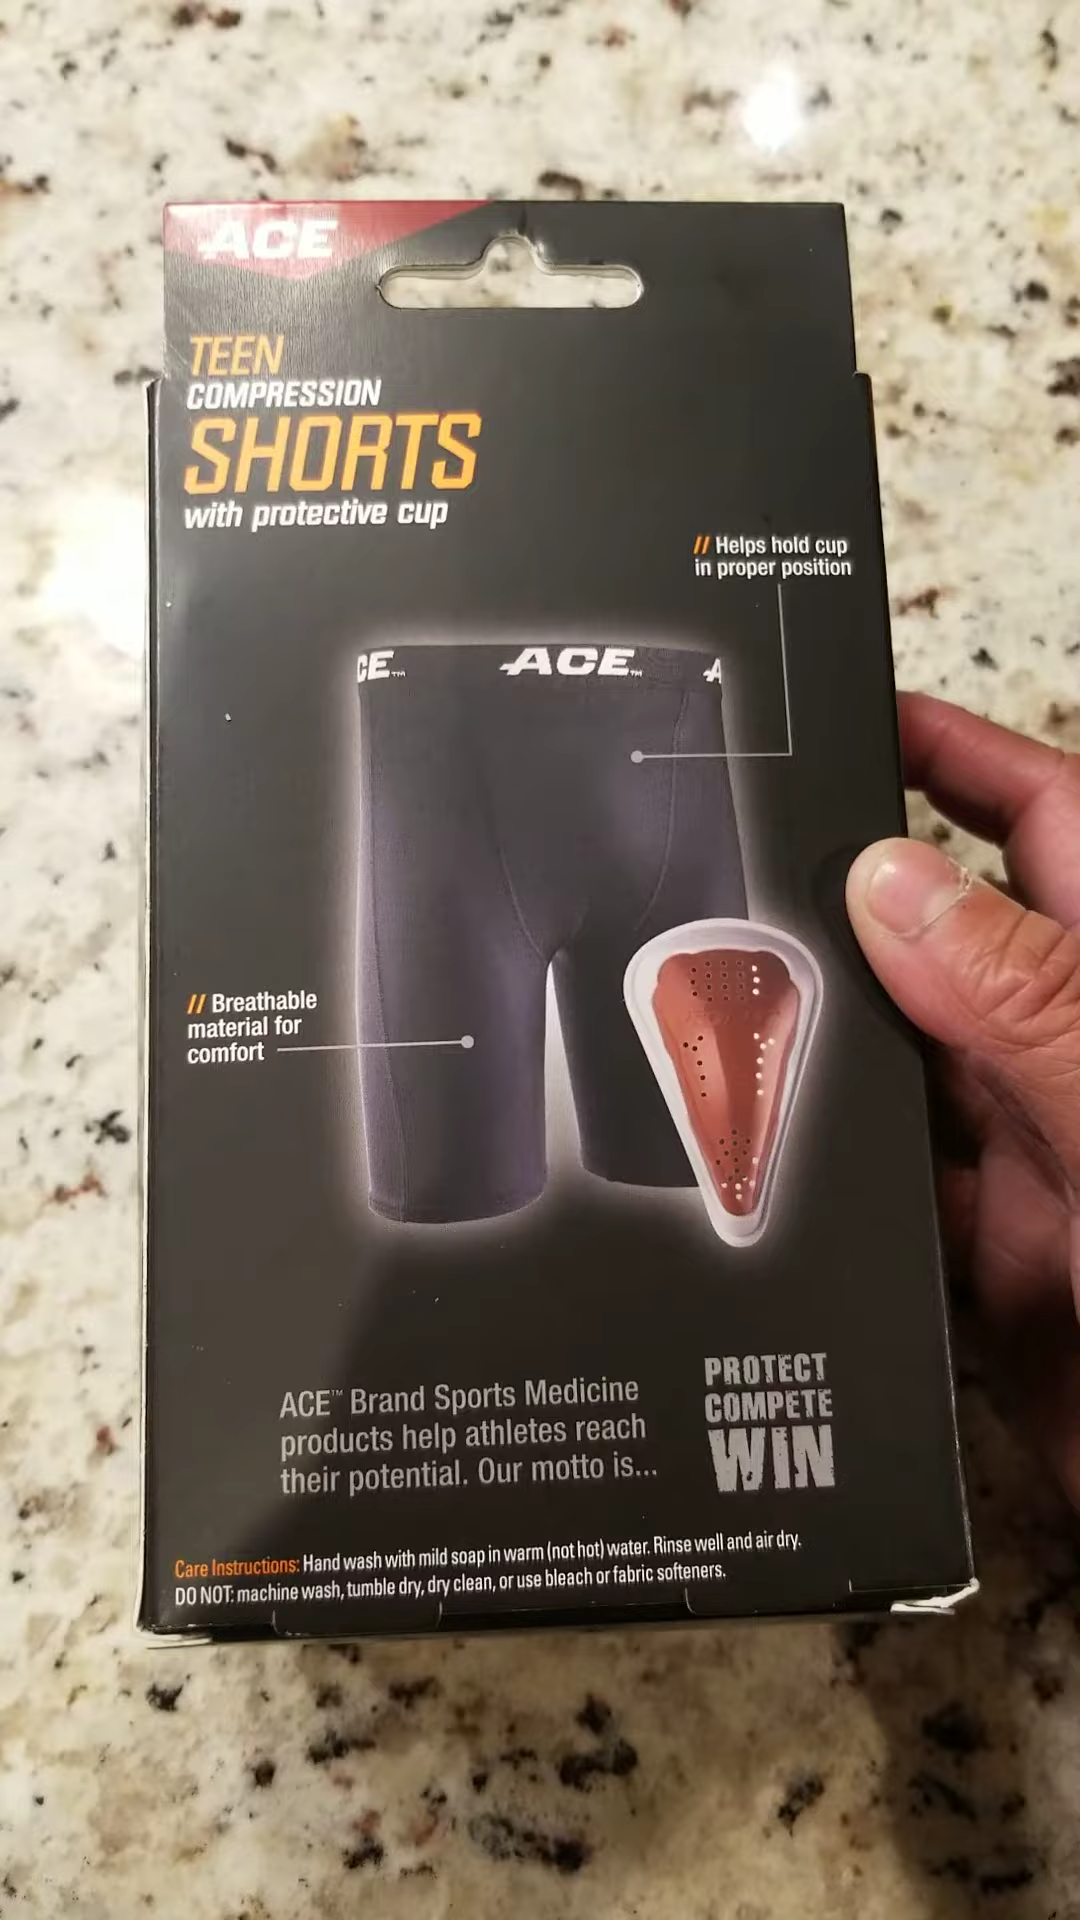 ACE
TEEN
COMPRESSION
SHORTS
with protective cup
// Helps hold cup
in proper position
CE™ ACE™ A
// Breathable
material for
comfort
ACE™ Brand Sports Medicine
products help athletes reach
their potential. Our motto is...
PROTECT
COMPETE
WIN
Care Instructions: Hand wash with mild soap in warm (not hot) water. Rinse well and air dry.
DO NOT: machine wash, tumble dry, dry clean, or use bleach or fabric softeners.